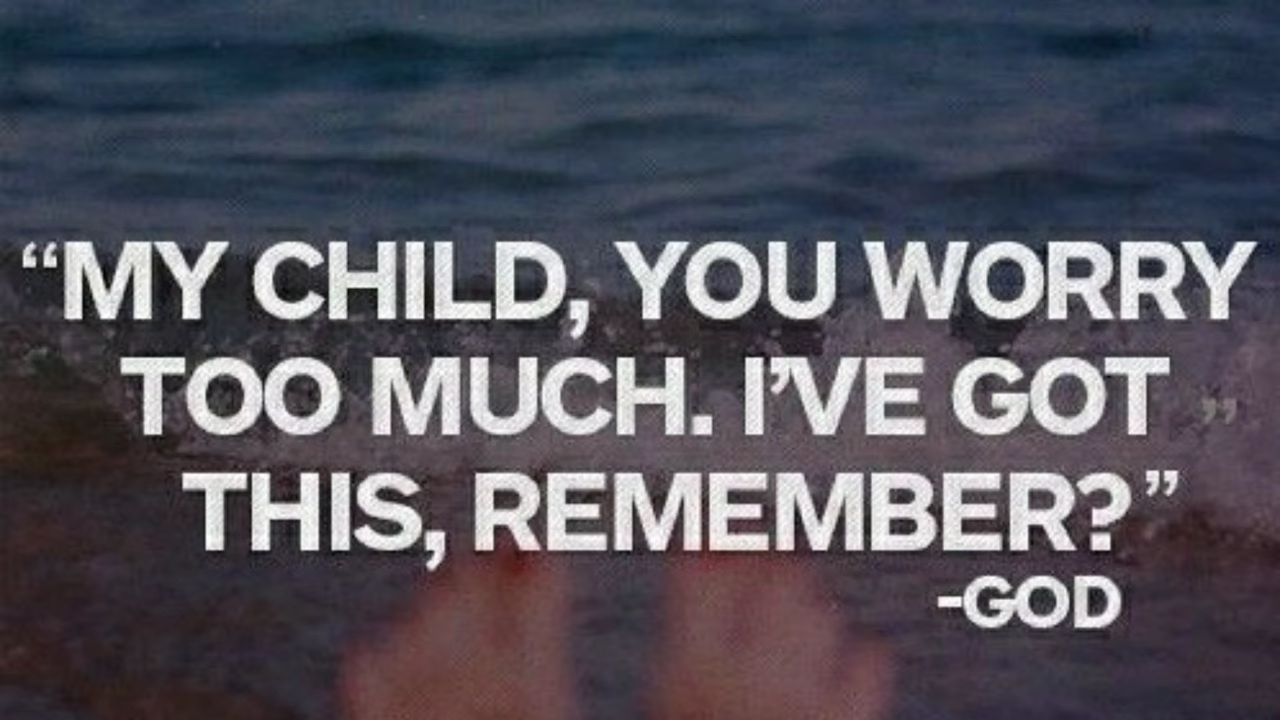 “MY CHILD, YOU WORRY
TOO MUCH. I’VE GOT ”
THIS, REMEMBER?”
-GOD